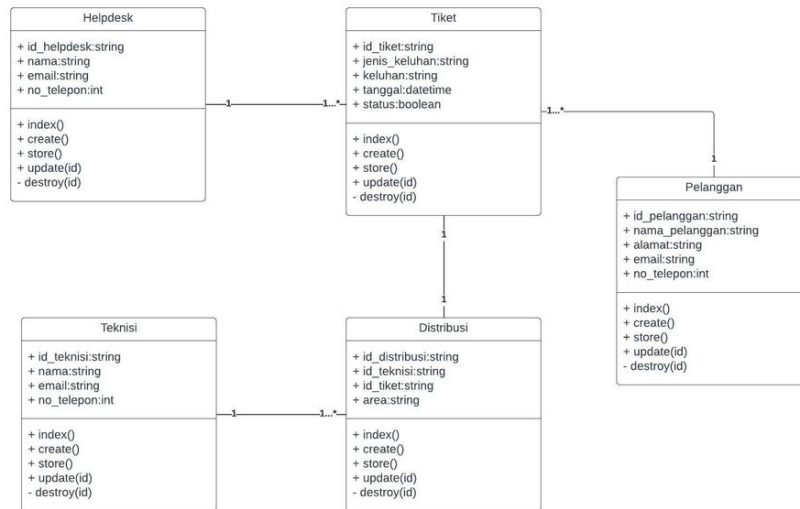 Helpdesk
+ id_helpdesk:string
+ nama:string
+ email:string
+ no_telepon:int
+ index()
+ create()
+ store()
+ update(id)
- destroy(id)
1
1...*
Tiket
+ id_tiket:string
+ jenis_keluhan:string
+ keluhan:string
+ tanggal:datetime
+ status:boolean
+ index()
+ create()
+ store()
+ update(id)
- destroy(id)
1...*
1
Pelanggan
+ id_pelanggan:string
+ nama_pelanggan:string
+ alamat:string
+ email:string
+ no_telepon:int
+ index()
+ create()
+ store()
+ update(id)
- destroy(id)
1
1
Teknisi
+ id_teknisi:string
+ nama:string
+ email:string
+ no_telepon:int
+ index()
+ create()
+ store()
+ update(id)
- destroy(id)
1
1...*
Distribusi
+ id_distribusi:string
+ id_teknisi:string
+ id_tiket:string
+ area:string
+ index()
+ create()
+ store()
+ update(id)
- destroy(id)